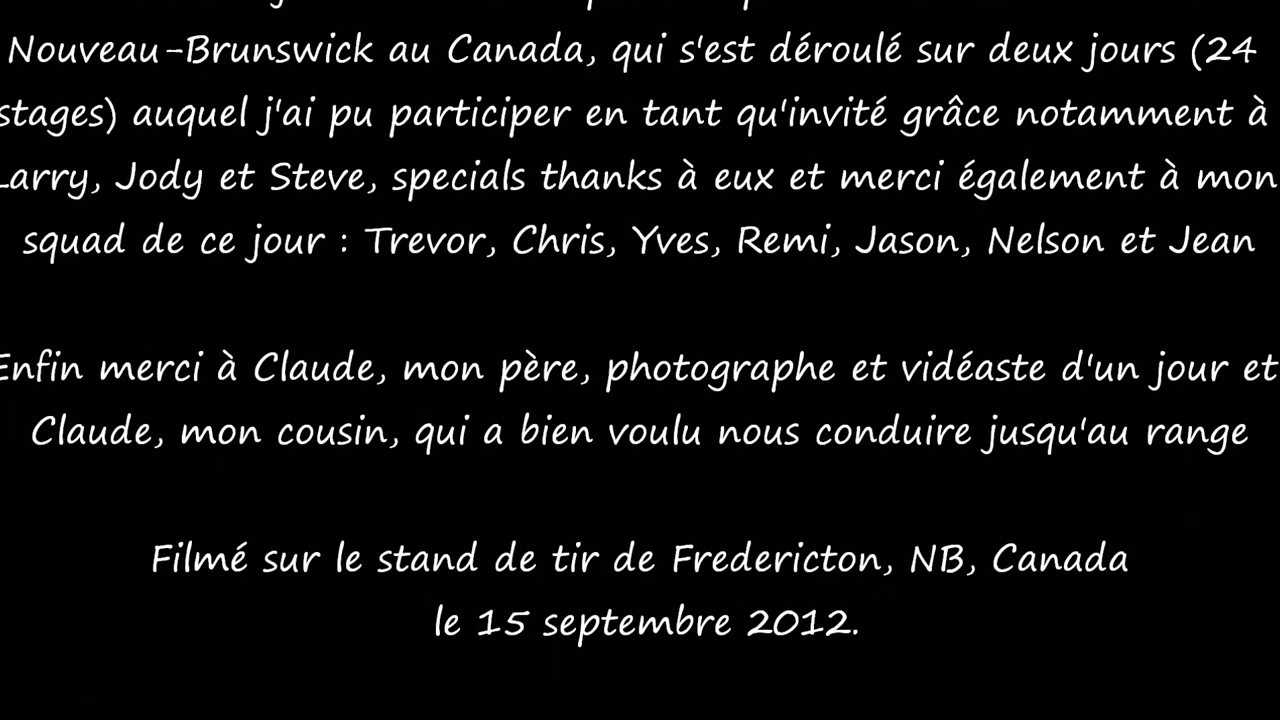 Nouveau-Brunswick au Canada, qui s'est déroulé sur deux jours (24
stages) auquel j'ai pu participer en tant qu'invité grâce notamment à
Larry, Jody et Steve, specials thanks à eux et merci également à mon
squad de ce jour : Trevor, Chris, Yves, Remi, Jason, Nelson et Jean
Enfin merci à Claude, mon père, photographe et vidéaste d'un jour et
Claude, mon cousin, qui a bien voulu nous conduire jusqu'au range
Filmé sur le stand de tir de Fredericton, NB, Canada
le 15 septembre 2012.